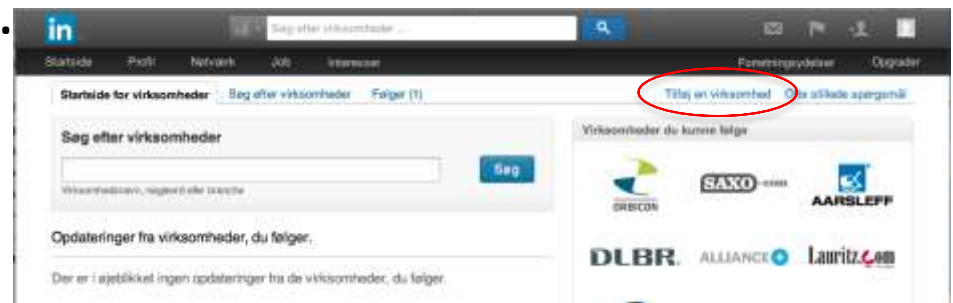 in Søg efter virksomheder ...
Startside Profil Netværk Job Interesser Forretningsydelser Opgrader
Startside for virksomheder Søg efter virksomheder Følger (1) Tilføj en virksomhed Ofte stillede spørgsmål
Søg efter virksomheder
Søg
Virksomhedsnavn, nøgleord eller branche
Opdateringer fra virksomheder, du følger.
Der er i øjeblikket ingen opdateringer fra de virksomheder, du følger.
Virksomheder du kunne følge
ORBICON SAXO.com AARSLEFF
DLBR. ALLIANCE Lauritz.com